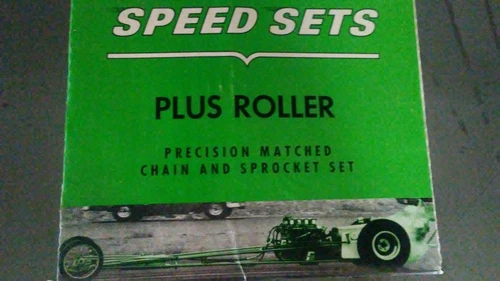 SPEED SETS
PLUS ROLLER
PRECISION MATCHED
CHAIN AND SPROCKET SET